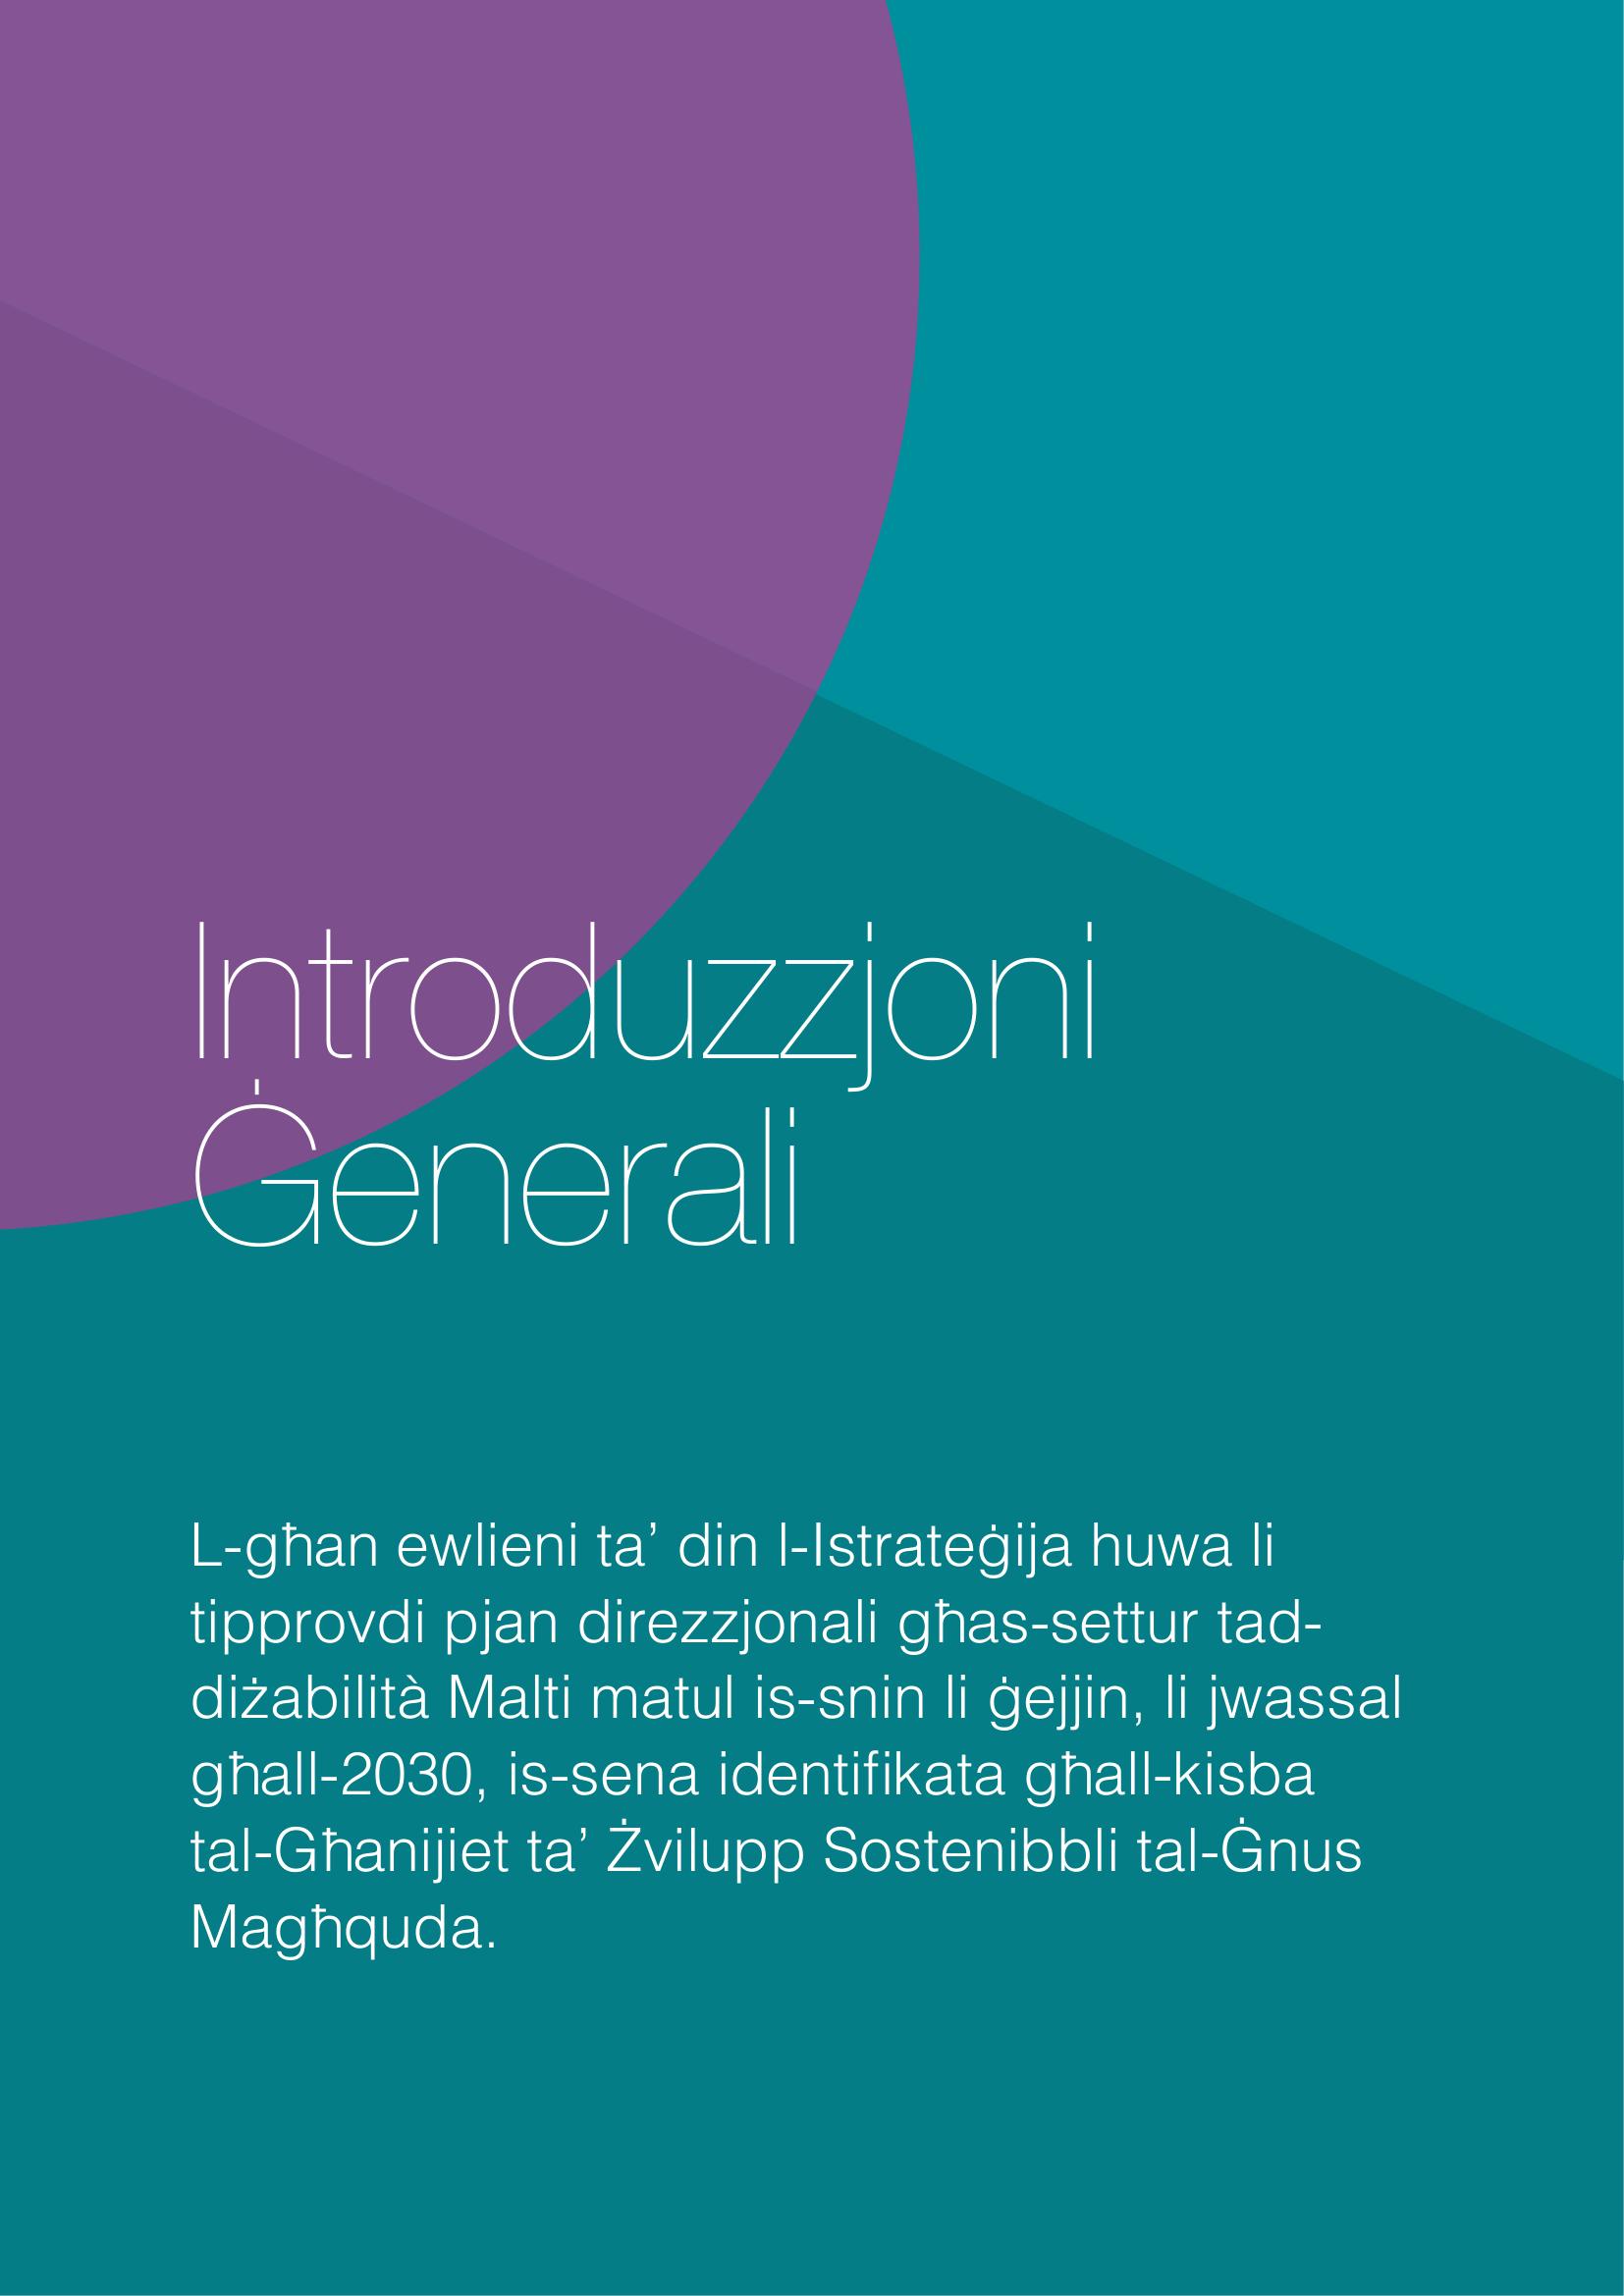 Introduzzjoni
Ġenerali
L-għan ewlieni ta’ din l-Istrateġija huwa li
tipprovdi pjan direzzjonali għas-settur tad-
diżabilità Malti matul is-snin li ġejjin, li jwassal
għall-2030, is-sena identifikata għall-kisba
tal-Għanijiet ta’ Żvilupp Sostenibbli tal-Ġnus
Magħquda.